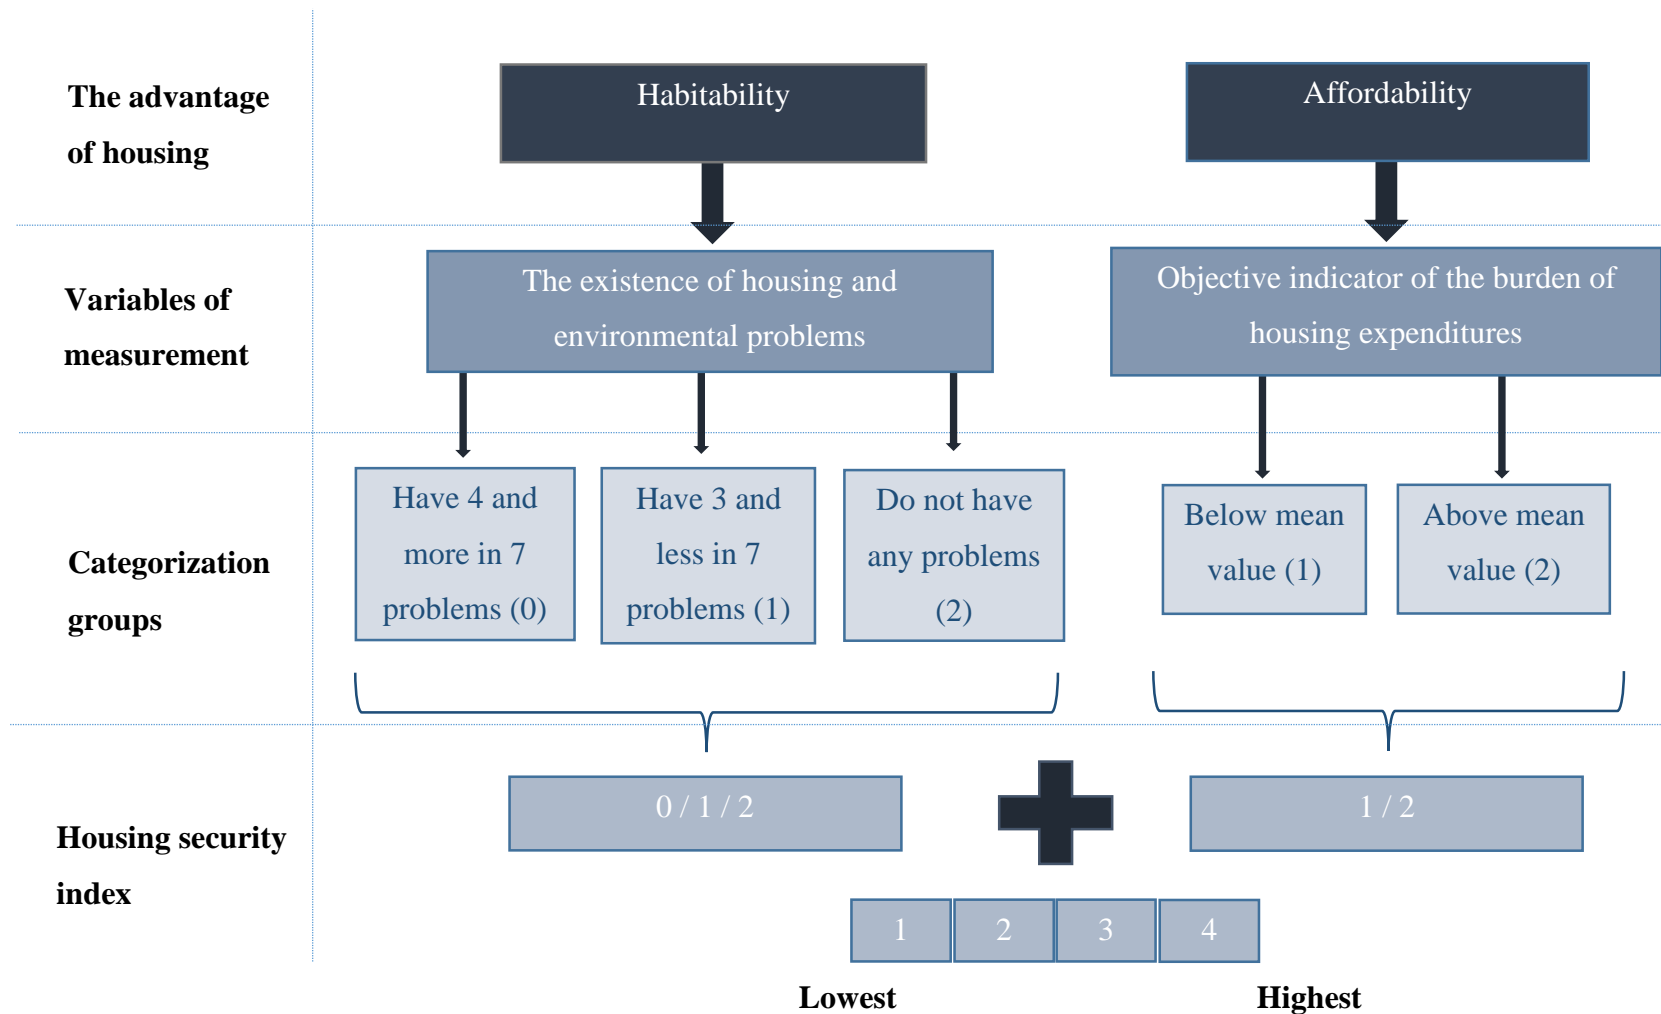 The advantage
of housing
Habitability
Affordability
Variables of
measurement
The existence of housing and
environmental problems
Objective indicator of the burden of
housing expenditures
Categorization
groups
Have 4 and
more in 7
problems (0)
Have 3 and
less in 7
problems (1)
Do not have
any problems
(2)
Below mean
value (1)
Above mean
value (2)
Housing security
index
0 / 1 / 2
1 / 2
1
2
3
4
Lowest
Highest